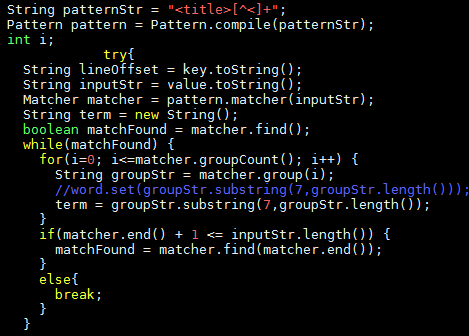 String patternStr = "<title>[^<]+";
Pattern pattern = Pattern.compile(patternStr);
int i;
try{
String lineOffset = key.toString();
String inputStr = value.toString();
Matcher matcher = pattern.matcher(inputStr);
String term = new String();
boolean matchFound = matcher.find();
while(matchFound) {
for(i=0; i<=matcher.groupCount(); i++) {
String groupStr = matcher.group(i);
//word.set(groupStr.substring(7,groupStr.length()));
term = groupStr.substring(7,groupStr.length());
}
if(matcher.end() + 1 <= inputStr.length()) {
matchFound = matcher.find(matcher.end());
}
else{
break;
}
}